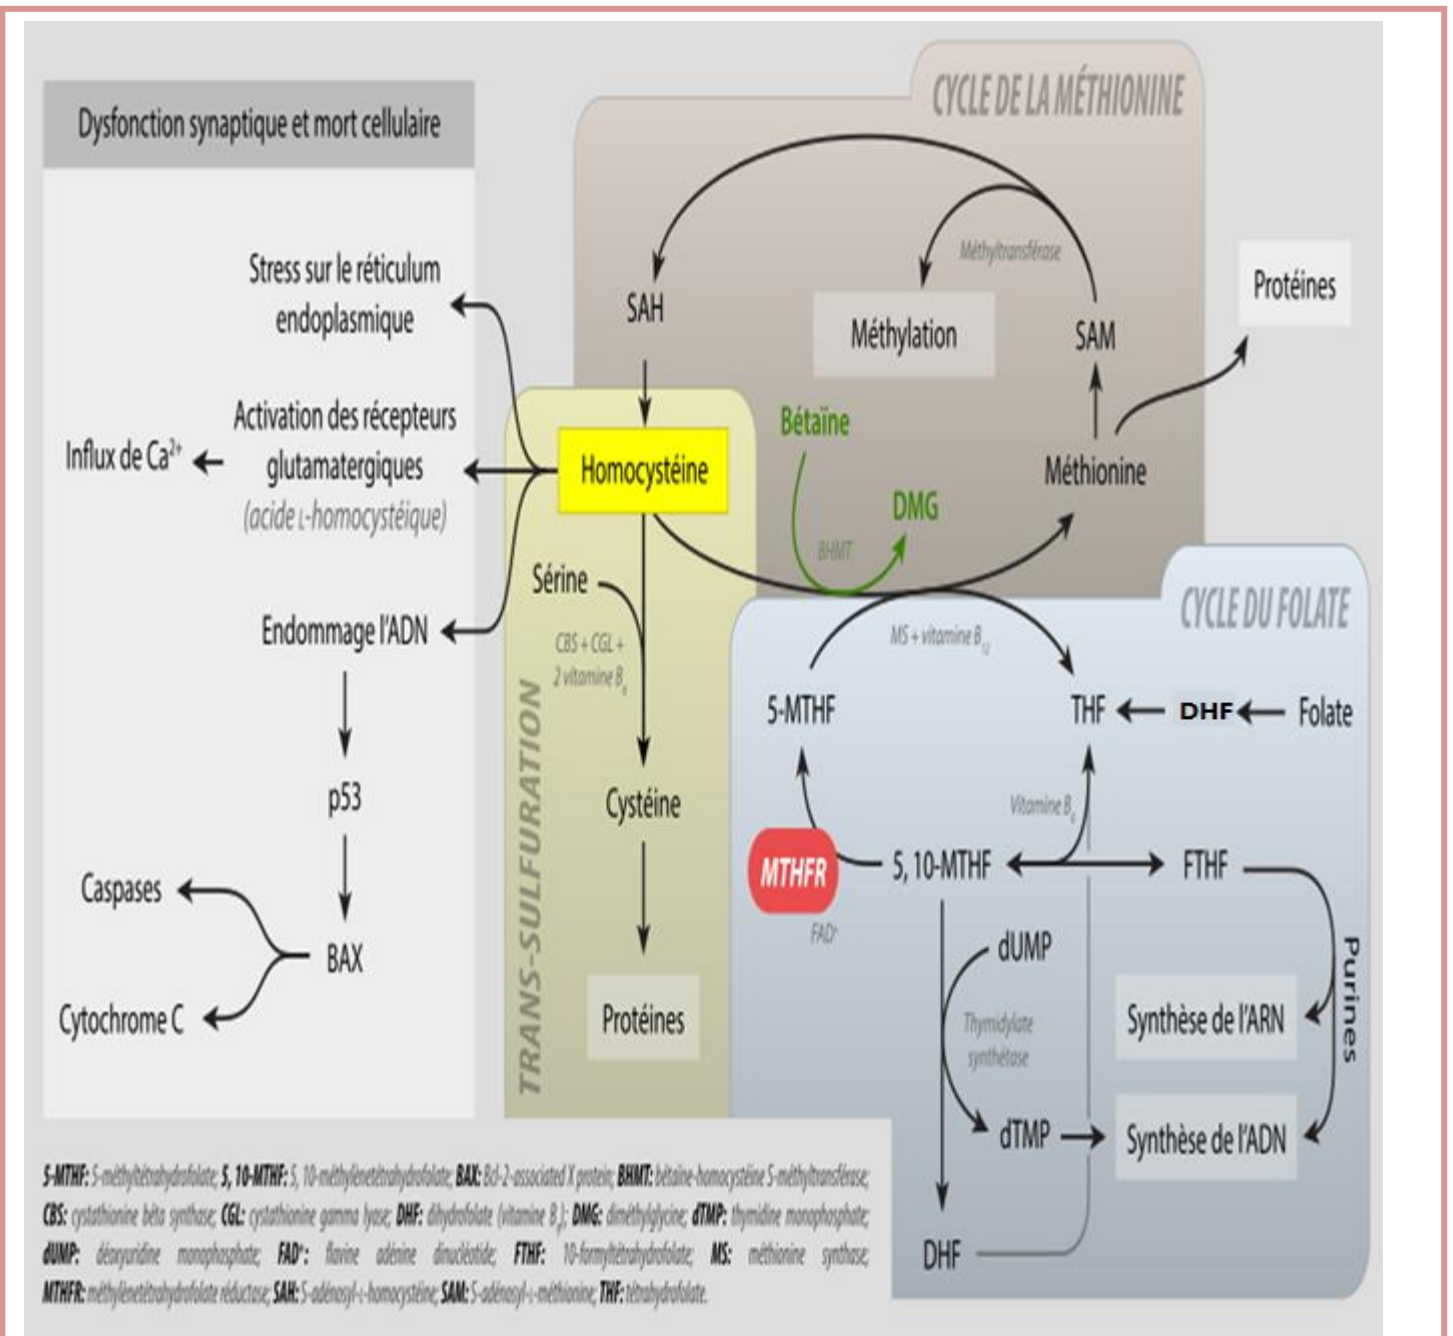 CYCLE DE LA MÉTHIONINE
Dysfonction synaptique et mort cellulaire
Stress sur le réticulum
endoplasmique
Activation des récepteurs
glutamatergiques
(acide L-homocystéique)
Influx de Ca²⁺
Endommage l'ADN
p53
BAX
Caspases
Cytochrome C
SAH
Méthyltransférase
Méthylation
SAM
Protéines
Bétaïne
DMG
BHMT
Méthionine
Homocystéine
Sérine
CBS + CGL +
2 vitamine B₆
TRANS-SULFURATION
Cystéine
Protéines
CYCLE DU FOLATE
MS + vitamine B₁₂
5-MTHF
THF
DHF
Folate
Vitamine B₆
MTHFR
FAD⁺
5, 10-MTHF
FTHF
dUMP
Thymidylate
synthétase
dTMP
Purines
Synthèse de l'ARN
Synthèse de l'ADN
DHF
5-MTHF: 5-méthyltétrahydrofolate; 5, 10-MTHF: 5, 10-méthylènetétrahydrofolate; BAX: Bcl-2-associated X protein; BHMT: bétaïne-homocystéine S-méthyltransférase;
CBS: cystathionine bêta synthase; CGL: cystathionine gamma lyase; DHF: dihydrofolate (vitamine B₉); DMG: diméthylglycine; dTMP: thymidine monophosphate;
dUMP: déoxyuridine monophosphate; FAD⁺: flavine adénine dinucléotide; FTHF: 10-formyltétrahydrofolate; MS: méthionine synthase;
MTHFR: méthylènetétrahydrofolate réductase; SAH: S-adénosyl-L-homocystéine; SAM: S-adénosyl-L-méthionine; THF: tétrahydrofolate.